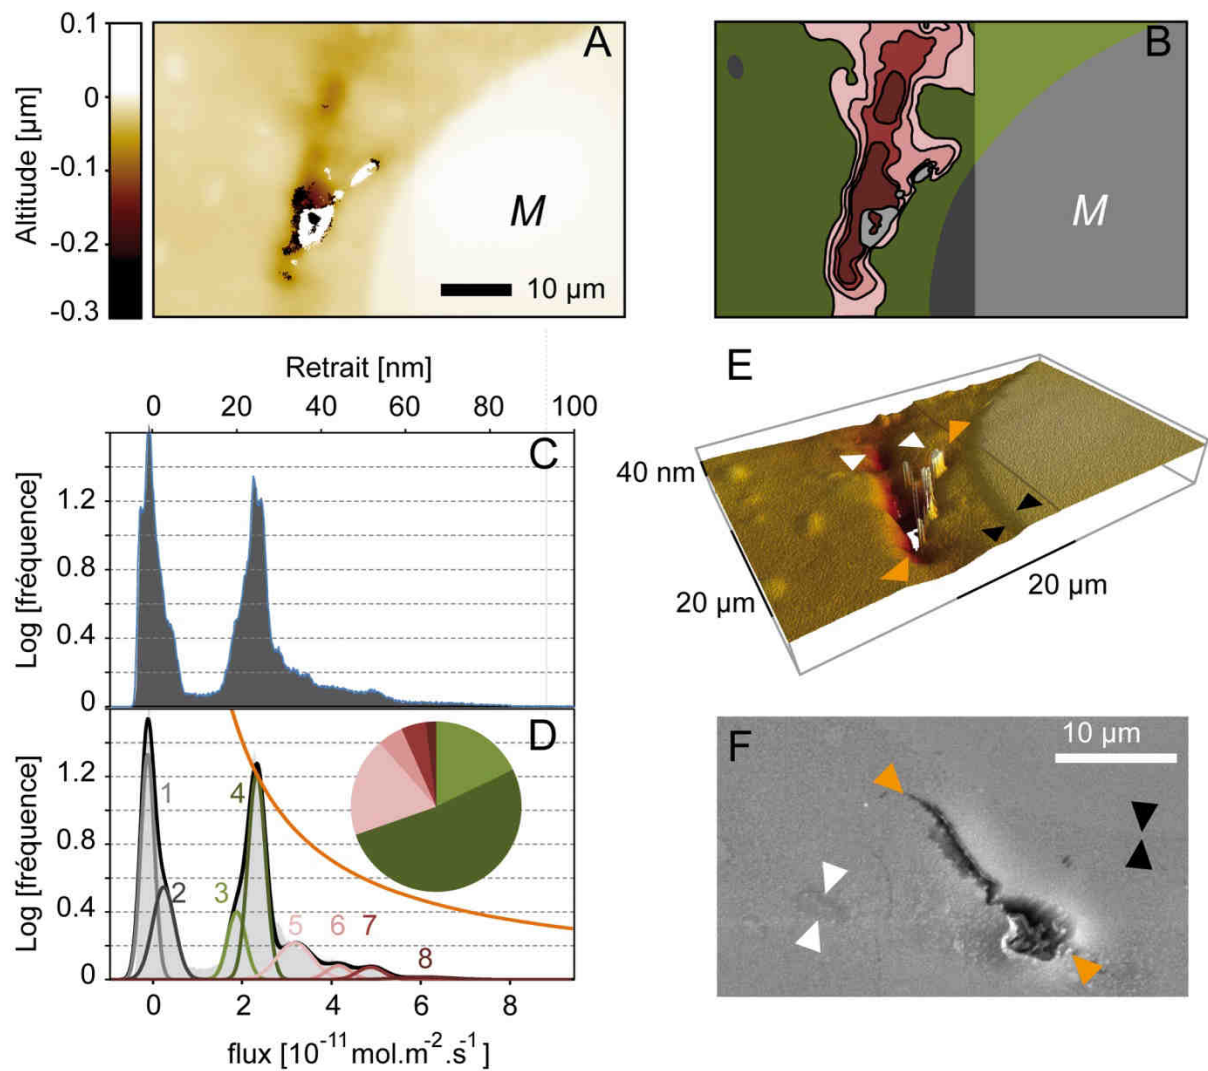 A
0.1
0
-0.1
-0.2
-0.3
Altitude [µm]
M
10 µm
B
M
Retrait [nm]
0 20 40 60 80 100
C
1.2
0.8
0.4
0
Log [fréquence]
D
1.2
0.8
0.4
0
Log [fréquence]
1
2
3
4
5
6
7
8
0 2 4 6 8
flux [10-11 mol.m-2.s-1]
E
40 nm
20 µm
20 µm
F
10 µm